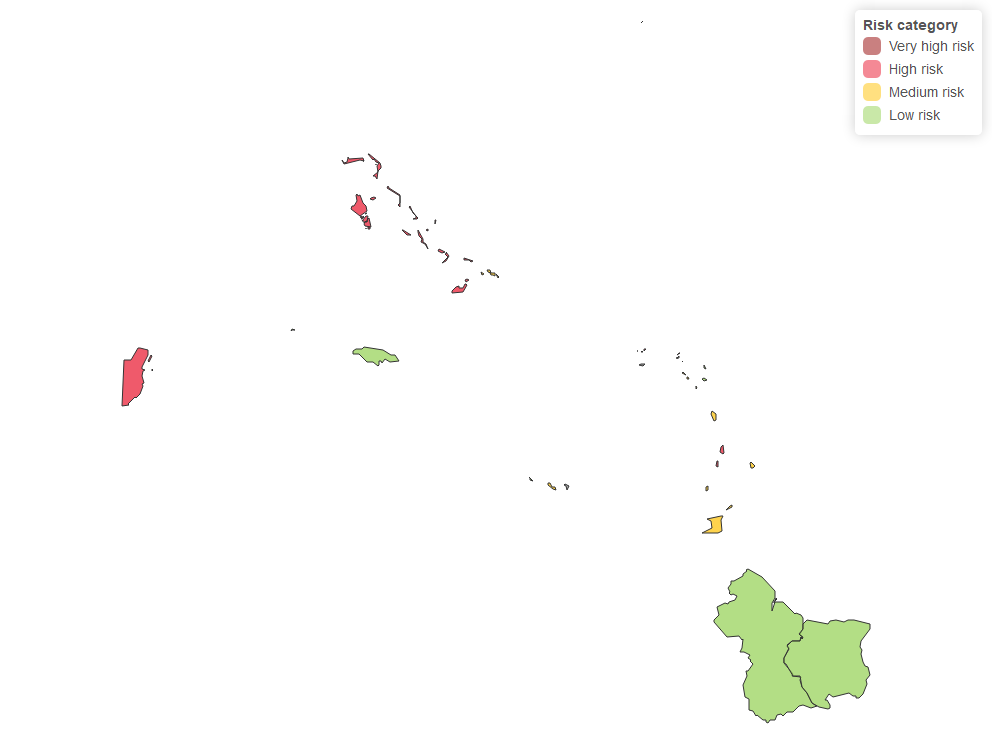 Risk category
Very high risk
High risk
Medium risk
Low risk